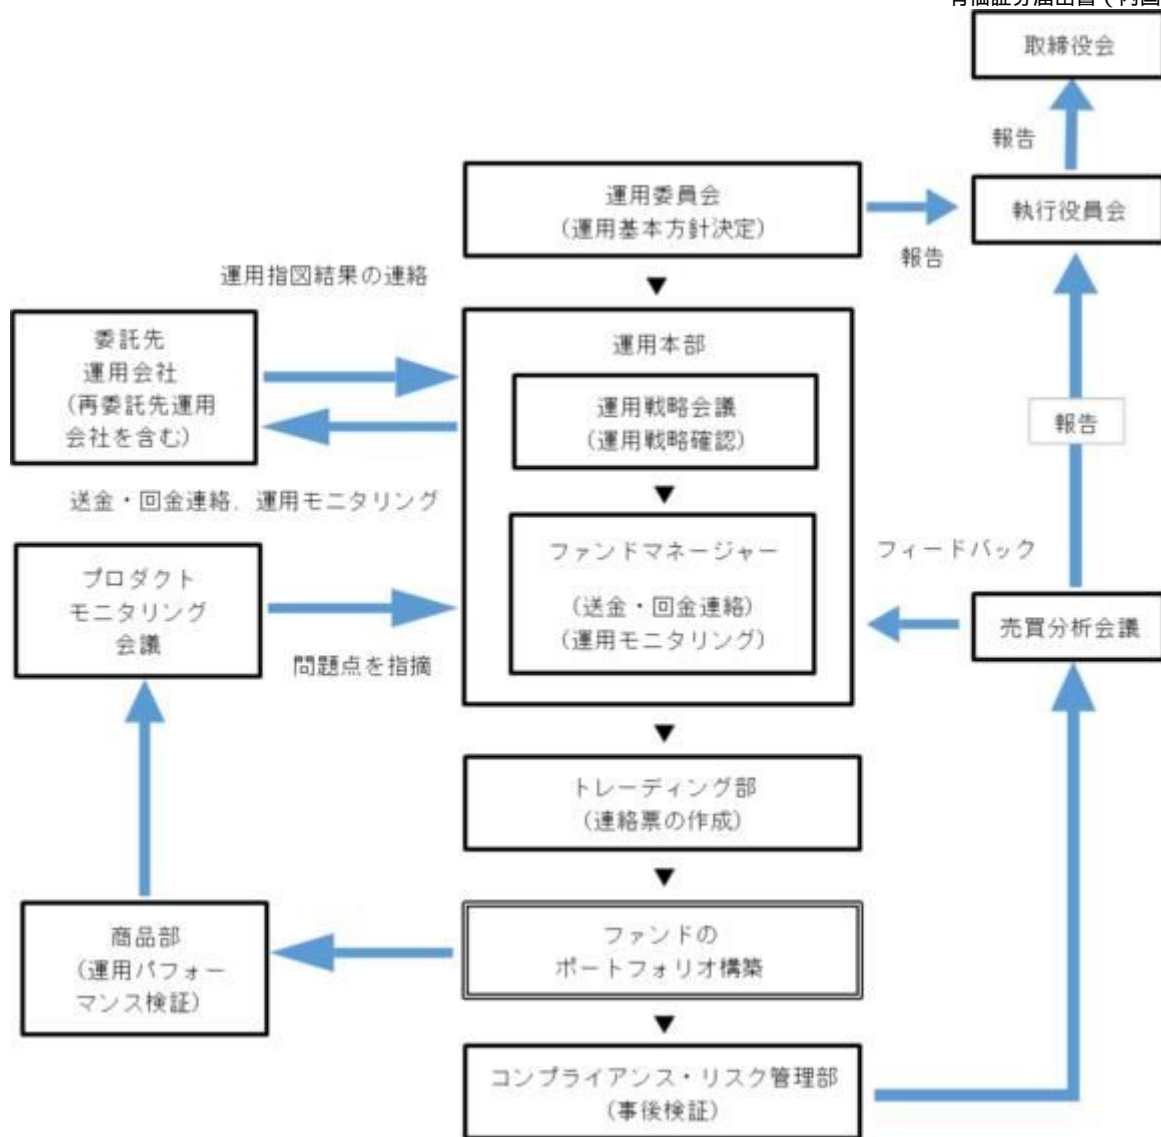 有価証券届出書(内国
取締役会
報告
運用委員会
(運用基本方針決定)
執行役員会
報告
運用指図結果の連絡
委託先
運用会社
(再委託先運用
会社を含む)
運用本部
運用戦略会議
(運用戦略確認)
報告
送金・回金連絡、運用モニタリング
ファンドマネージャー
(送金・回金連絡)
(運用モニタリング)
フィードバック
プロダクト
モニタリング
会議
問題点を指摘
売買分析会議
トレーディング部
(連絡票の作成)
商品部
(運用パフォー
マンス検証)
ファンドの
ポートフォリオ構築
コンプライアンス・リスク管理部
(事後検証)